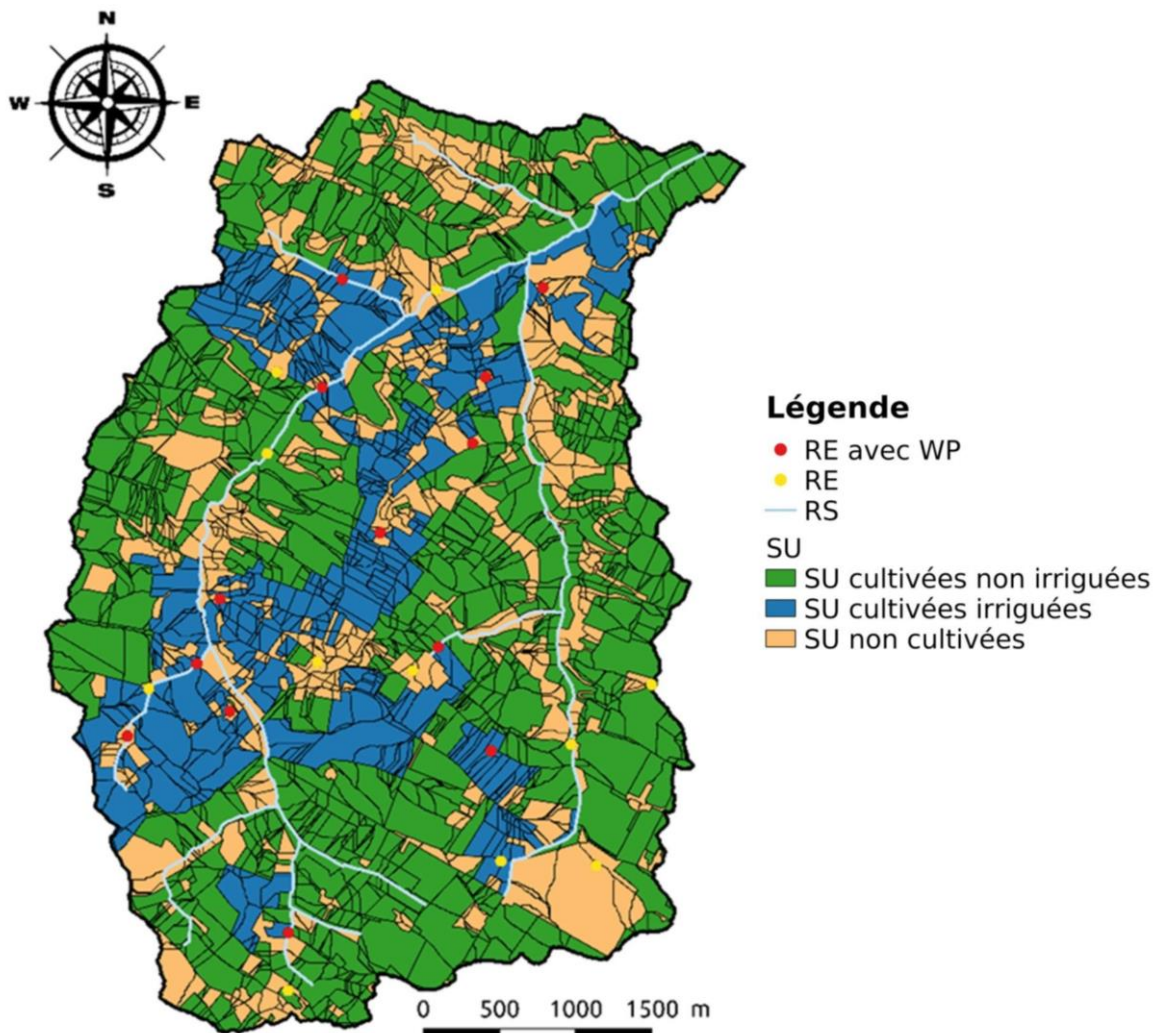 N
W E
S
Légende
RE avec WP
RE
RS
SU
SU cultivées non irriguées
SU cultivées irriguées
SU non cultivées
0 500 1000 1500 m